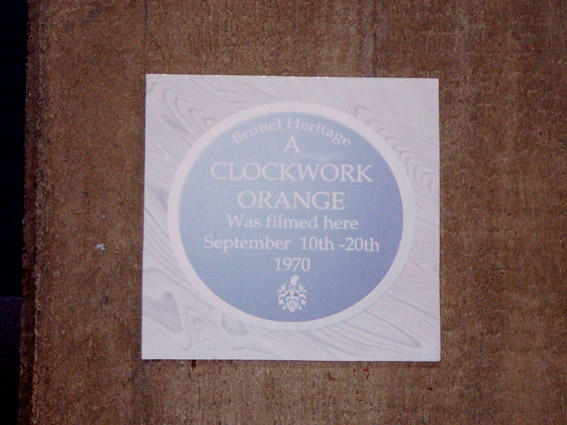 Brunel Heritage
A
CLOCKWORK
ORANGE
Was filmed here
September 10th -20th
1970